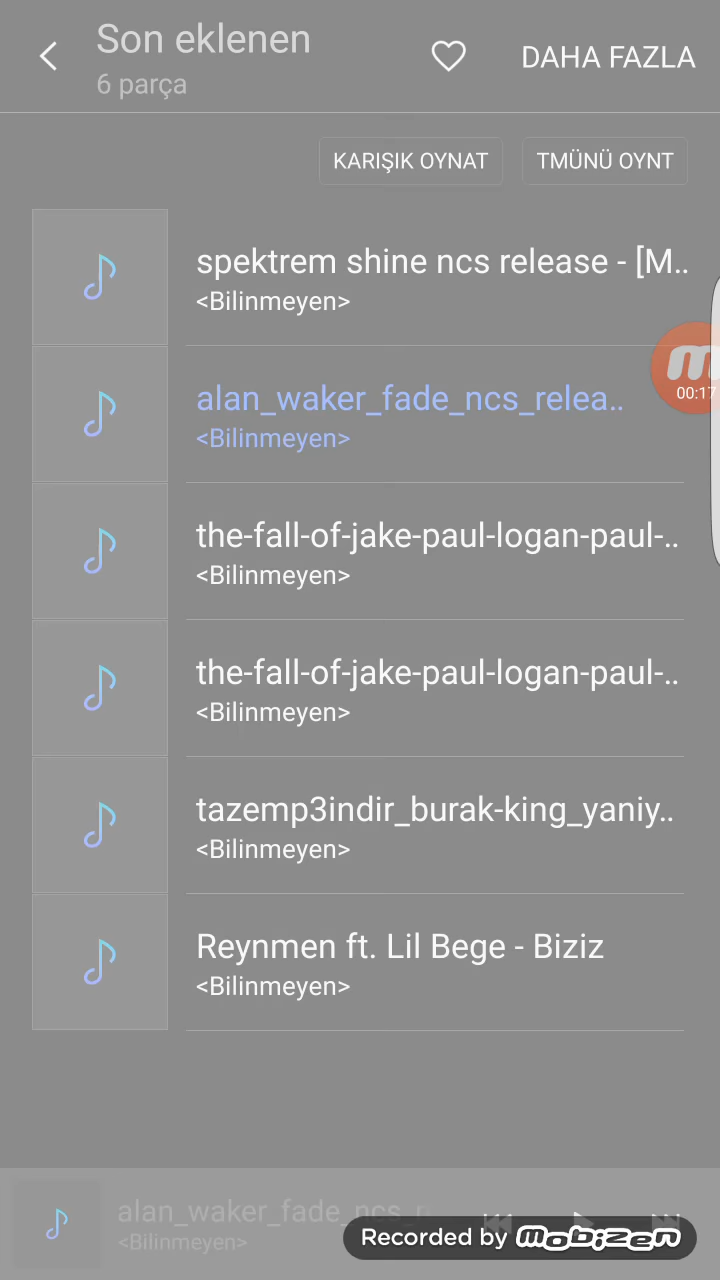 Son eklenen
6 parça
DAHA FAZLA
KARIŞIK OYNAT
TMÜNÜ OYNT
spektrem shine ncs release - [M..
<Bilinmeyen>
00:17
alan_waker_fade_ncs_relea..
<Bilinmeyen>
the-fall-of-jake-paul-logan-paul-..
<Bilinmeyen>
the-fall-of-jake-paul-logan-paul-..
<Bilinmeyen>
tazemp3indir_burak-king_yaniy..
<Bilinmeyen>
Reynmen ft. Lil Bege - Biziz
<Bilinmeyen>
alan_waker_fade_ncs_r
<Bilinmeyen>
Recorded by mobizen